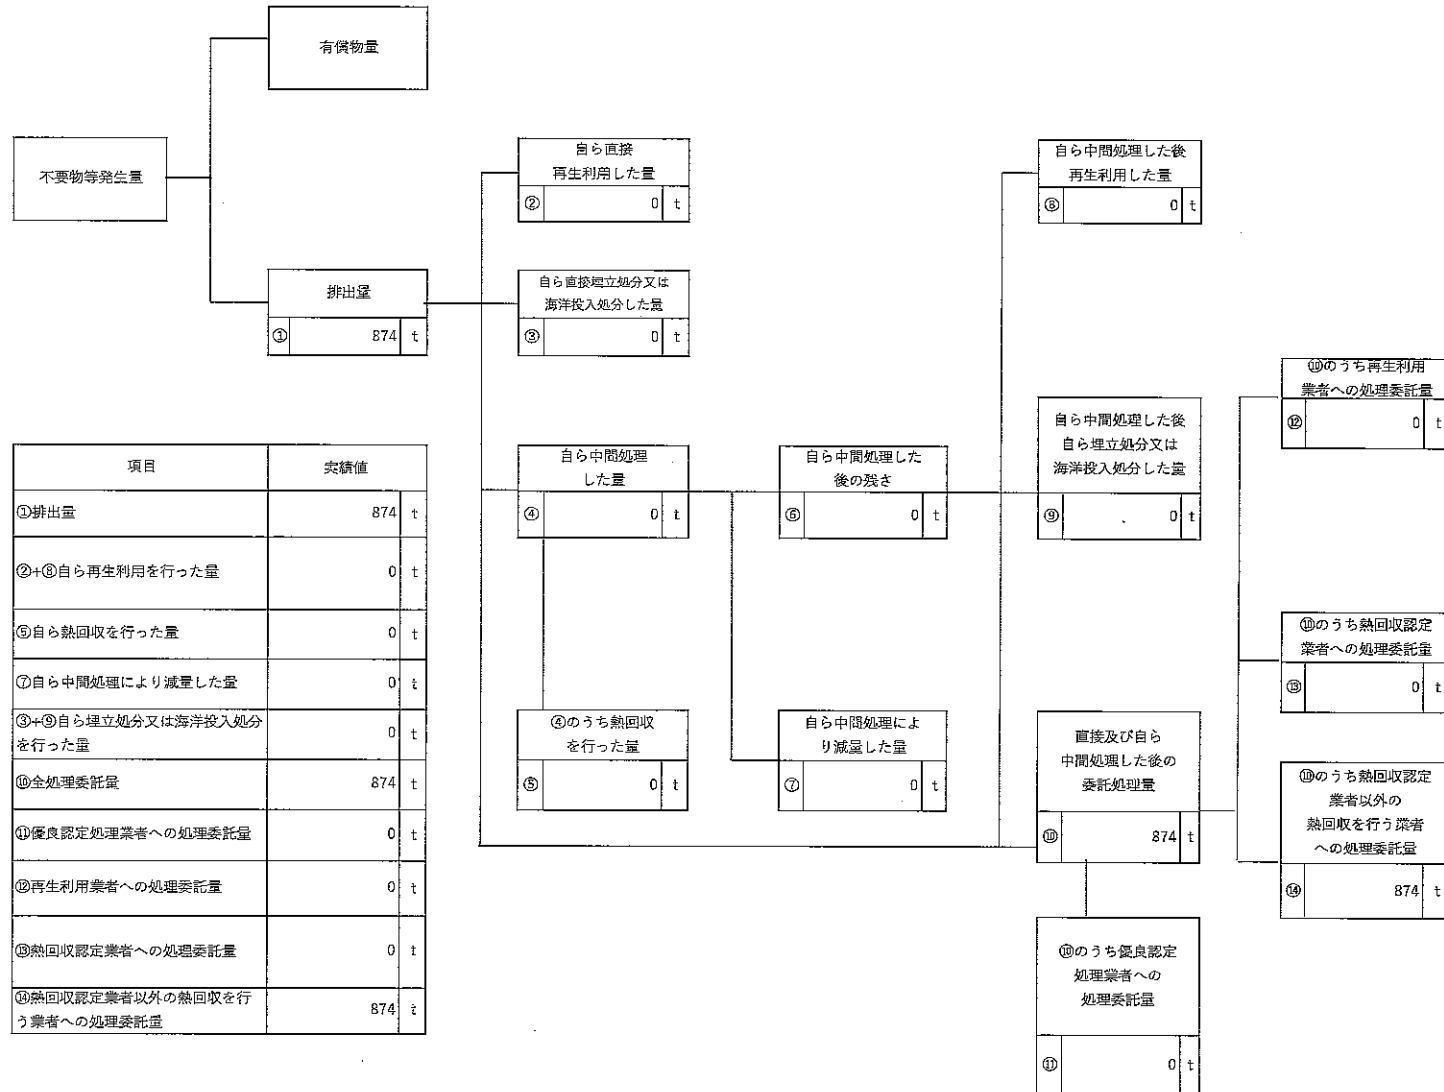 有償物量
不要物等発生量
自ら直接
再生利用した量
② 0 t
自ら中間処理した後
再生利用した量
⑧ 0 t
排出量
① 874 t
自ら直接埋立処分又は
海洋投入処分した量
③ 0 t
⑩のうち再生利用
業者への処理委託量
⑫ 0 t
自ら中間処理
した量
④ 0 t
自ら中間処理した
後の残さ
⑥ 0 t
自ら中間処理した後
自ら埋立処分又は
海洋投入処分した量
⑨ 0 t
⑩のうち熱回収認定
業者への処理委託量
⑬ 0 t
④のうち熱回収
を行った量
⑤ 0 t
自ら中間処理によ
り減量した量
⑦ 0 t
直接及び自ら
中間処理した後の
委託処理量
⑩ 874 t
⑩のうち熱回収認定
業者以外の
熱回収を行う業者
への処理委託量
⑭ 874 t
⑩のうち優良認定
処理業者への
処理委託量
⑪ 0 t
項目 実績値
①排出量 874 t
②+⑧自ら再生利用を行った量 0 t
⑤自ら熱回収を行った量 0 t
⑦自ら中間処理により減量した量 0 t
③+⑨自ら埋立処分又は海洋投入処分
を行った量 0 t
⑩全処理委託量 874 t
⑪優良認定処理業者への処理委託量 0 t
⑫再生利用業者への処理委託量 0 t
⑬熱回収認定業者への処理委託量 0 t
⑭熱回収認定業者以外の熱回収を行
う業者への処理委託量 874 t